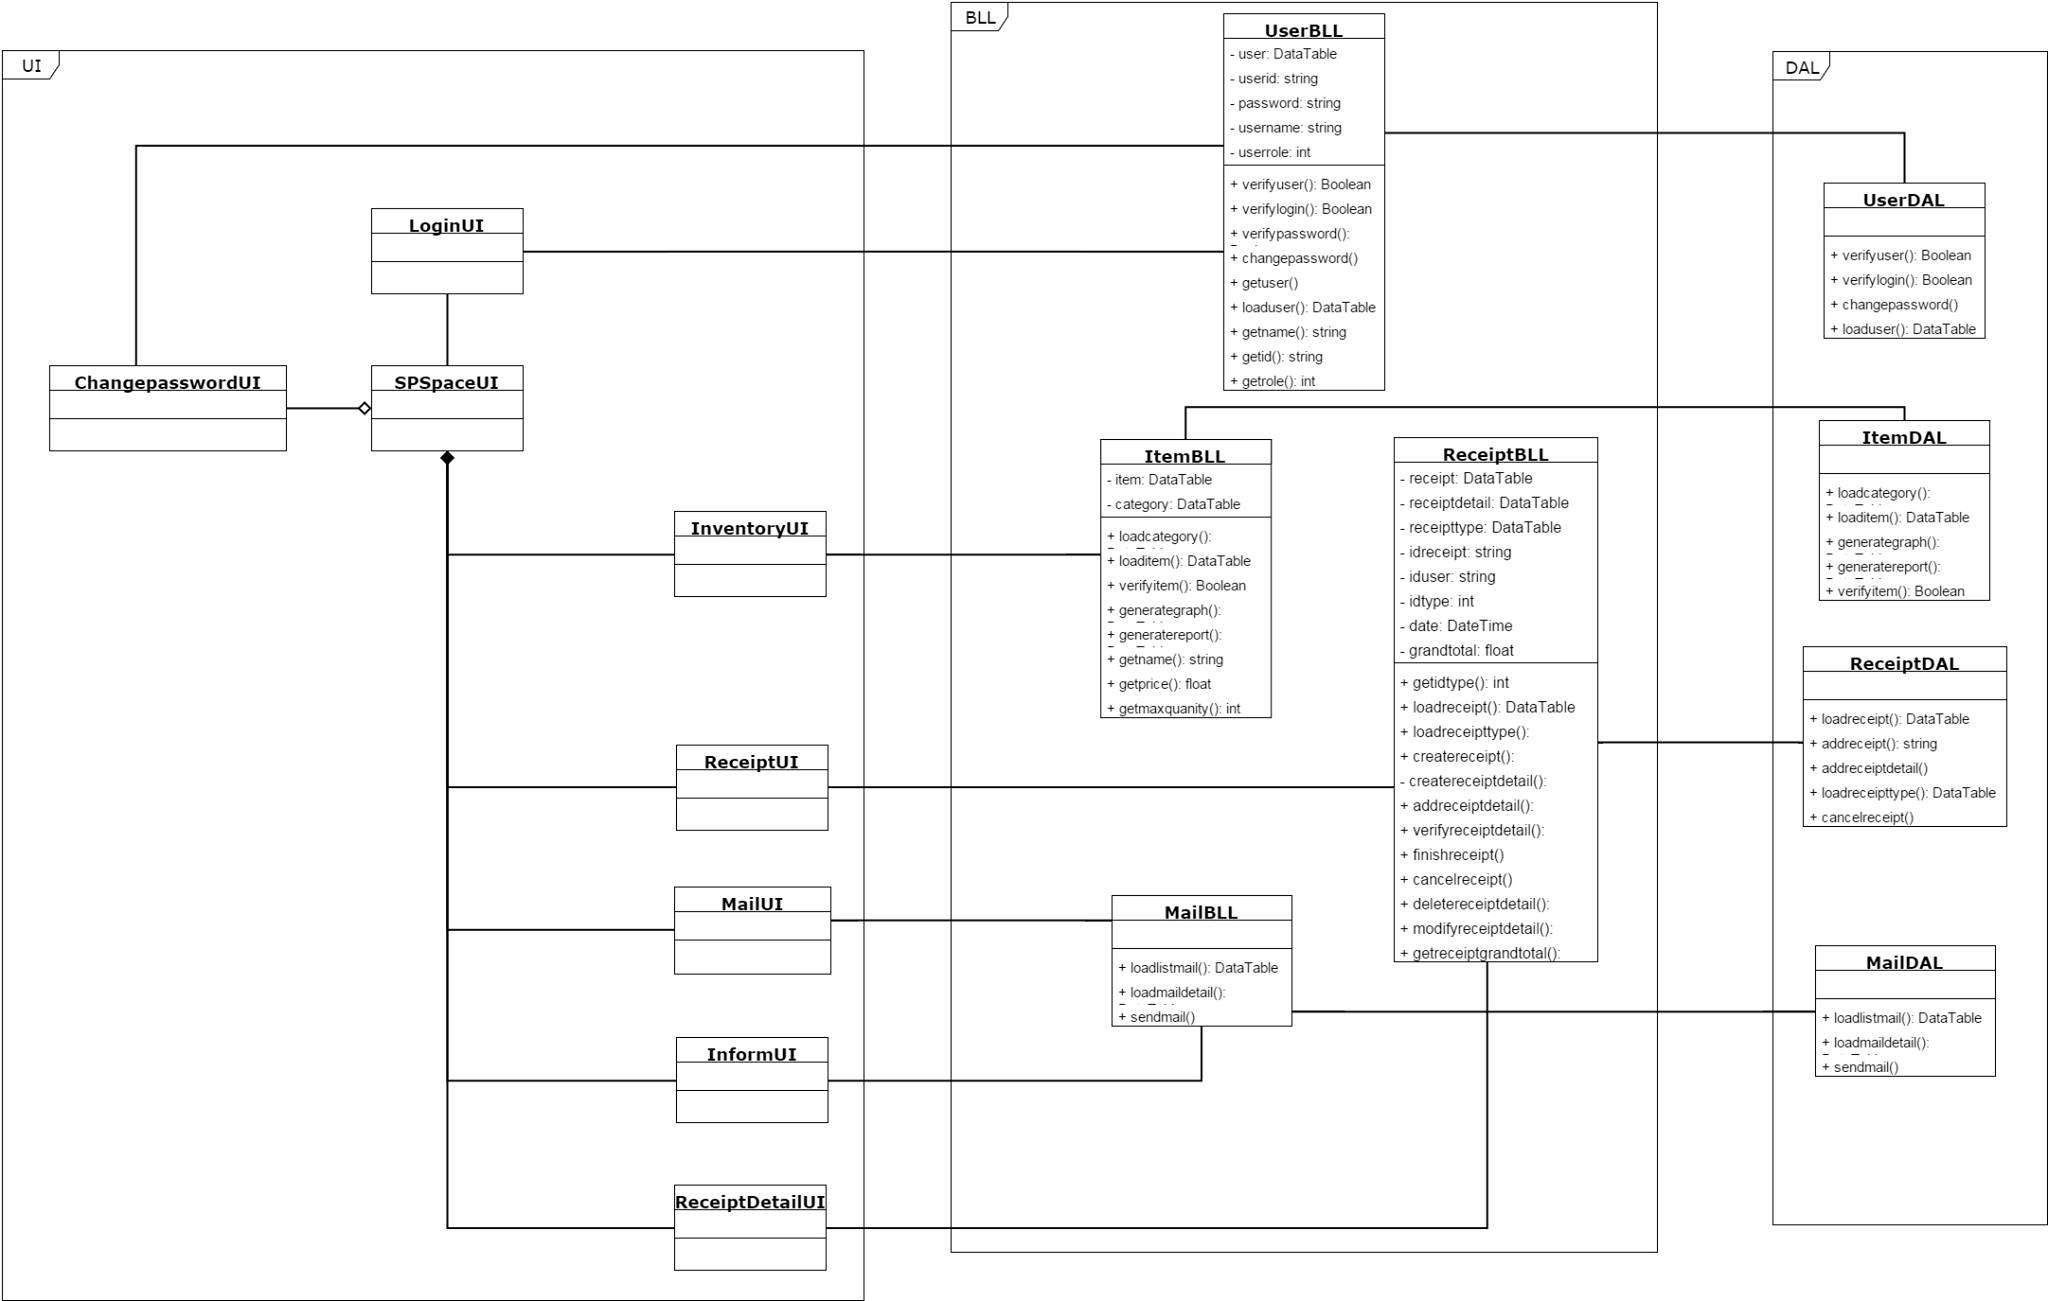 UI
LoginUI
ChangepasswordUI
SPSpaceUI
InventoryUI
ReceiptUI
MailUI
InformUI
ReceiptDetailUI
BLL
UserBLL
- user: DataTable
- userid: string
- password: string
- username: string
- userrole: int
+ verifyuser(): Boolean
+ verifylogin(): Boolean
+ verifypassword():
+ changepassword()
+ getuser()
+ loaduser(): DataTable
+ getname(): string
+ getid(): string
+ getrole(): int
ItemBLL
- item: DataTable
- category: DataTable
+ loadcategory():
+ loaditem(): DataTable
+ verifyitem(): Boolean
+ generategraph():
+ generatereport():
+ getname(): string
+ getprice(): float
+ getmaxquanity(): int
ReceiptBLL
- receipt: DataTable
- receiptdetail: DataTable
- receipttype: DataTable
- idreceipt: string
- iduser: string
- idtype: int
- date: DateTime
- grandtotal: float
+ getidtype(): int
+ loadreceipt(): DataTable
+ loadreceipttype():
+ createreceipt():
- createreceiptdetail():
+ addreceiptdetail():
+ verifyreceiptdetail():
+ finishreceipt()
+ cancelreceipt()
+ deletereceiptdetail():
+ modifyreceiptdetail():
+ getreceiptgrandtotal():
MailBLL
+ loadlistmail(): DataTable
+ loadmaildetail():
+ sendmail()
DAL
UserDAL
+ verifyuser(): Boolean
+ verifylogin(): Boolean
+ changepassword()
+ loaduser(): DataTable
ItemDAL
+ loadcategory():
+ loaditem(): DataTable
+ generategraph():
+ generatereport():
+ verifyitem(): Boolean
ReceiptDAL
+ loadreceipt(): DataTable
+ addreceipt(): string
+ addreceiptdetail()
+ loadreceipttype(): DataTable
+ cancelreceipt()
MailDAL
+ loadlistmail(): DataTable
+ loadmaildetail():
+ sendmail()